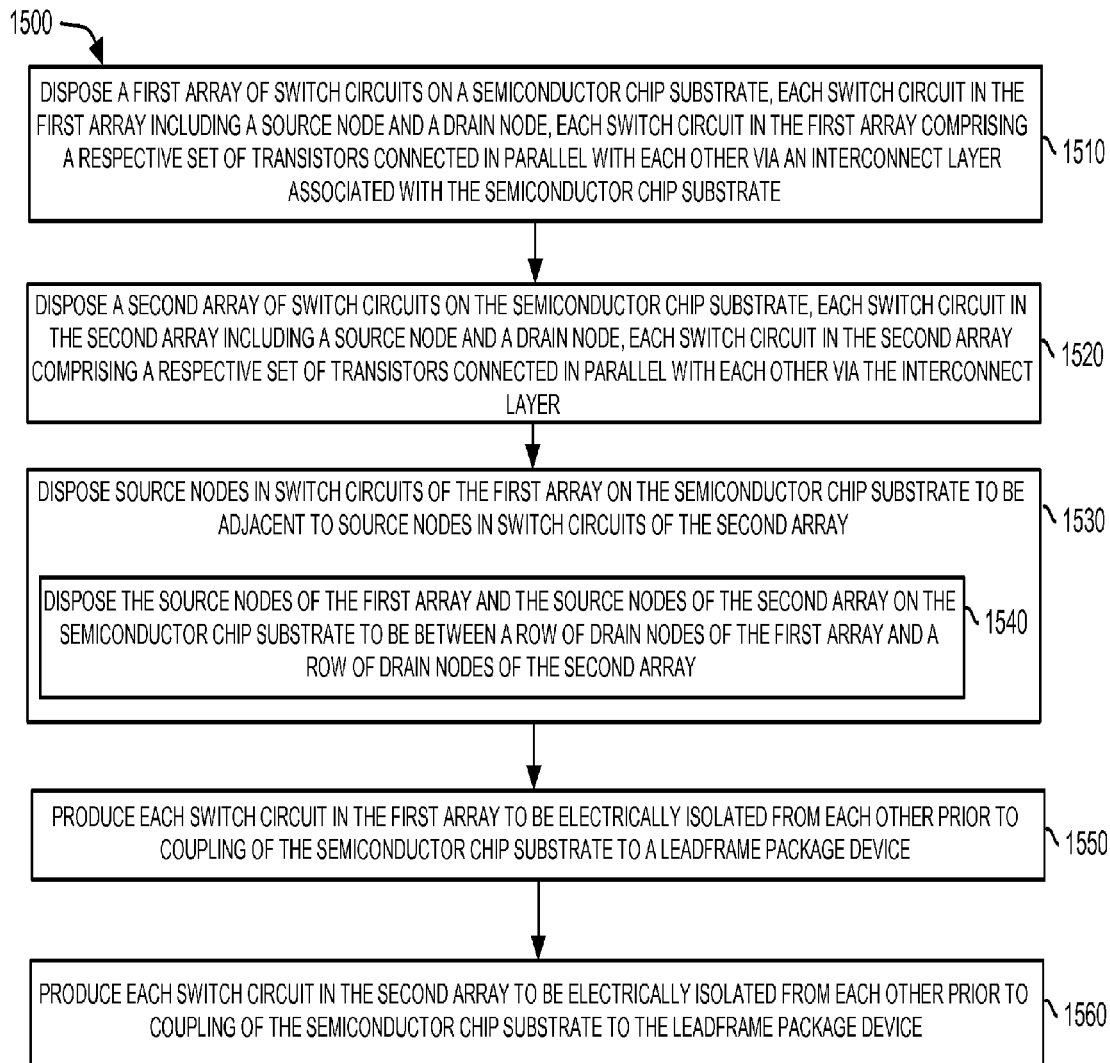 1500
DISPOSE A FIRST ARRAY OF SWITCH CIRCUITS ON A SEMICONDUCTOR CHIP SUBSTRATE, EACH SWITCH CIRCUIT IN THE
FIRST ARRAY INCLUDING A SOURCE NODE AND A DRAIN NODE, EACH SWITCH CIRCUIT IN THE FIRST ARRAY COMPRISING
A RESPECTIVE SET OF TRANSISTORS CONNECTED IN PARALLEL WITH EACH OTHER VIA AN INTERCONNECT LAYER
ASSOCIATED WITH THE SEMICONDUCTOR CHIP SUBSTRATE
1510
DISPOSE A SECOND ARRAY OF SWITCH CIRCUITS ON THE SEMICONDUCTOR CHIP SUBSTRATE, EACH SWITCH CIRCUIT IN
THE SECOND ARRAY INCLUDING A SOURCE NODE AND A DRAIN NODE, EACH SWITCH CIRCUIT IN THE SECOND ARRAY
COMPRISING A RESPECTIVE SET OF TRANSISTORS CONNECTED IN PARALLEL WITH EACH OTHER VIA THE INTERCONNECT
LAYER
1520
DISPOSE SOURCE NODES IN SWITCH CIRCUITS OF THE FIRST ARRAY ON THE SEMICONDUCTOR CHIP SUBSTRATE TO BE
ADJACENT TO SOURCE NODES IN SWITCH CIRCUITS OF THE SECOND ARRAY
1530
DISPOSE THE SOURCE NODES OF THE FIRST ARRAY AND THE SOURCE NODES OF THE SECOND ARRAY ON THE
SEMICONDUCTOR CHIP SUBSTRATE TO BE BETWEEN A ROW OF DRAIN NODES OF THE FIRST ARRAY AND A
ROW OF DRAIN NODES OF THE SECOND ARRAY
1540
PRODUCE EACH SWITCH CIRCUIT IN THE FIRST ARRAY TO BE ELECTRICALLY ISOLATED FROM EACH OTHER PRIOR TO
COUPLING OF THE SEMICONDUCTOR CHIP SUBSTRATE TO A LEADFRAME PACKAGE DEVICE
1550
PRODUCE EACH SWITCH CIRCUIT IN THE SECOND ARRAY TO BE ELECTRICALLY ISOLATED FROM EACH OTHER PRIOR TO
COUPLING OF THE SEMICONDUCTOR CHIP SUBSTRATE TO THE LEADFRAME PACKAGE DEVICE
1560